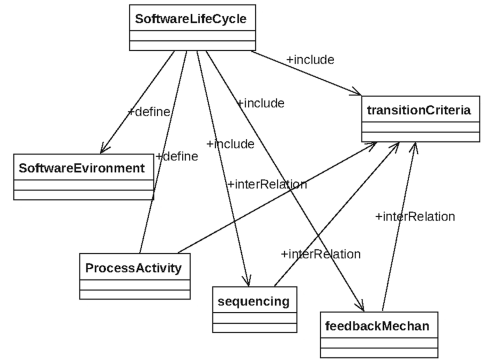 SoftwareLifeCycle
+include
transitionCriteria
+include
+define
+include
+define
SoftwareEvironment
+interRelation
+interRelation
+interRelation
ProcessActivity
sequencing
feedbackMechan